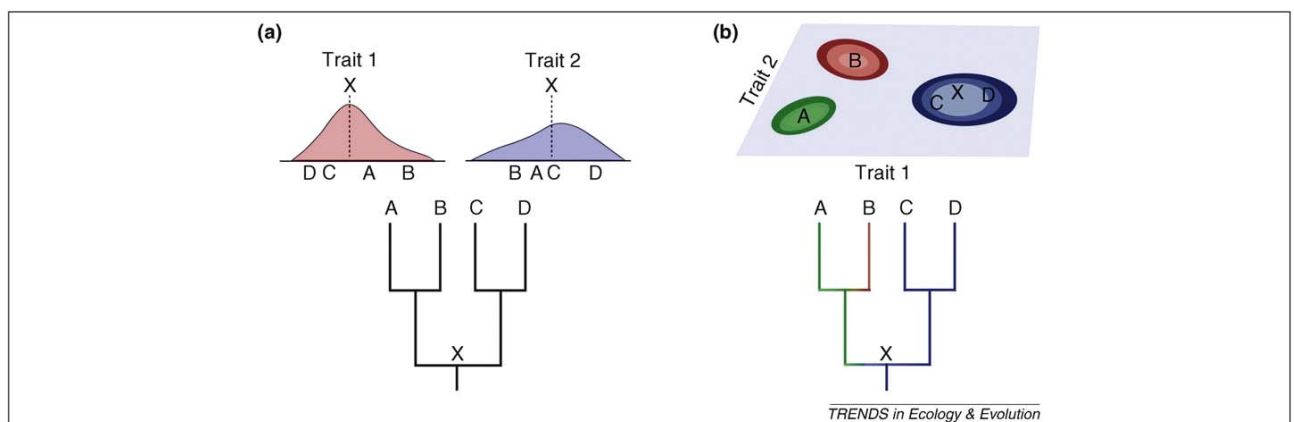 (a)
Trait 1
X
D C A B
Trait 2
X
B A C D
A B C D
X
(b)
Trait 2
B
A
C X D
Trait 1
A B C D
X
TRENDS in Ecology & Evolution